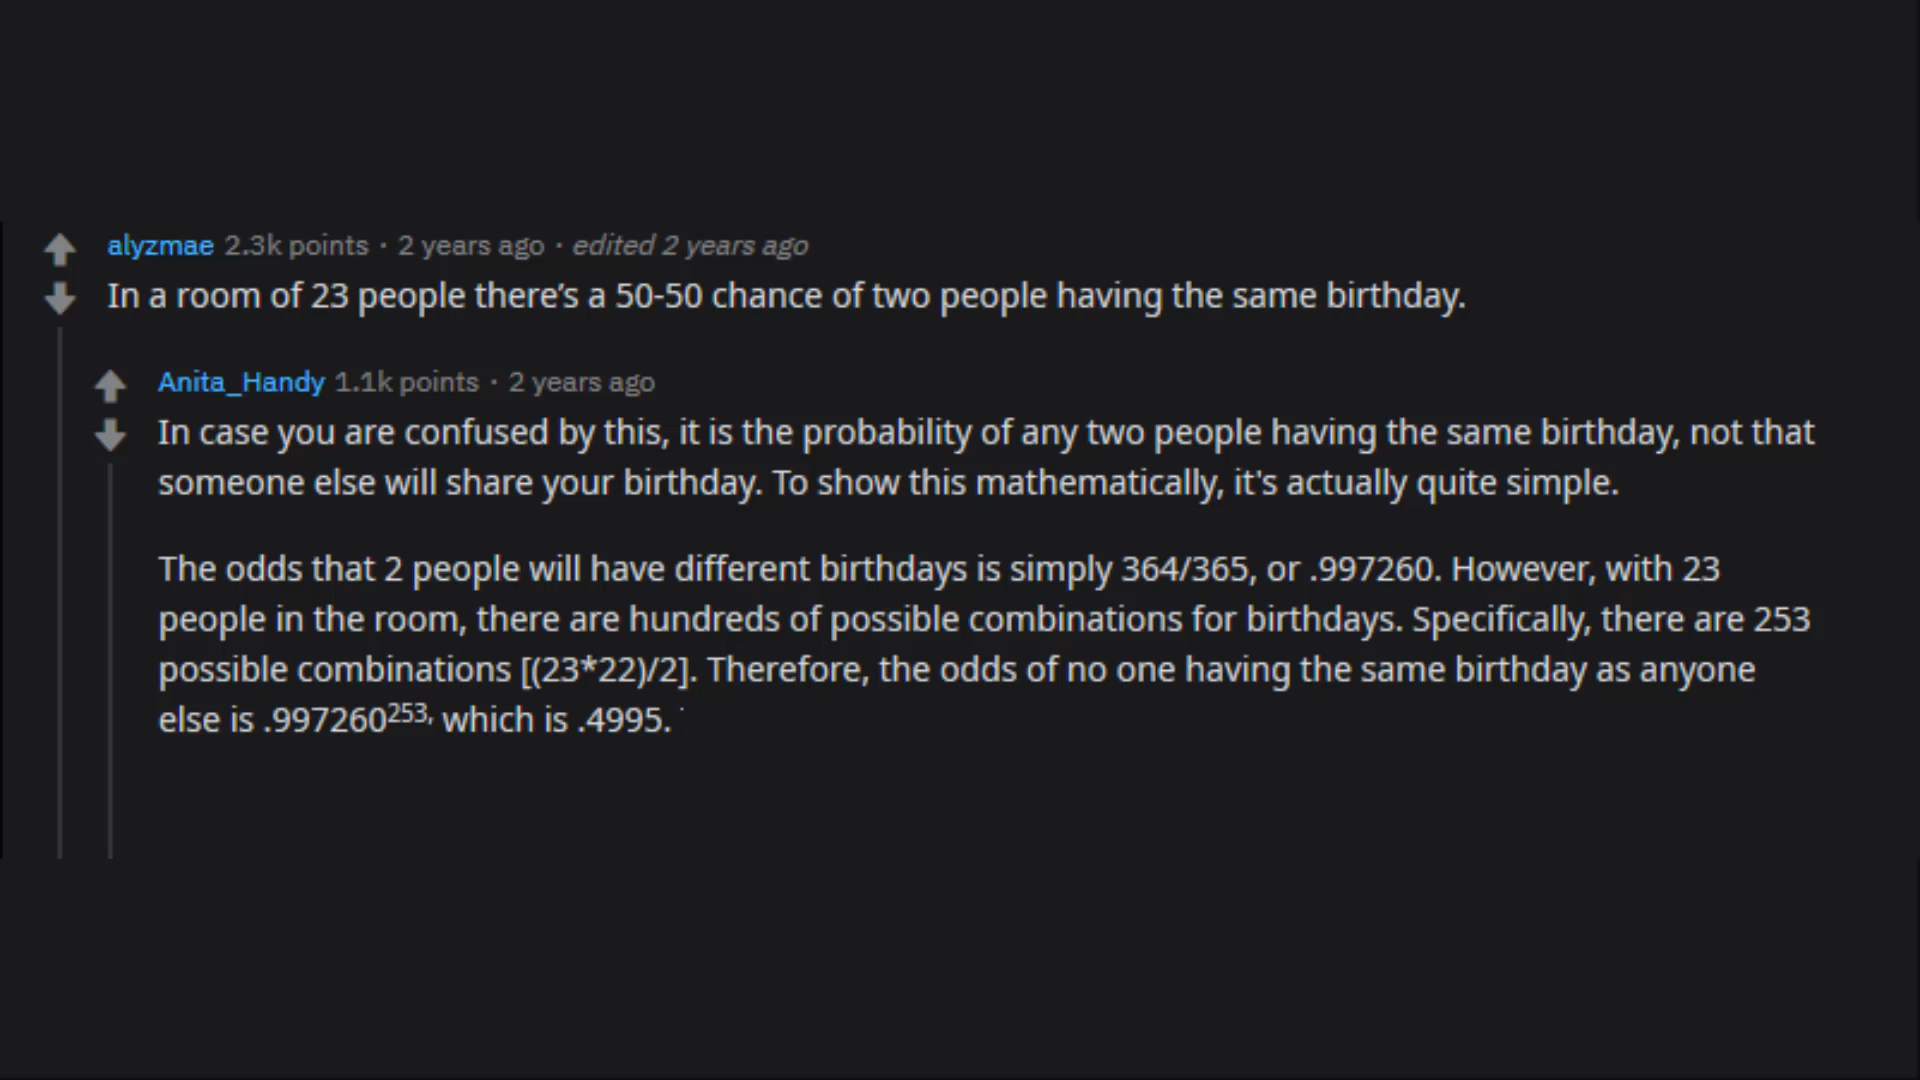 alyzmae 2.3k points · 2 years ago · edited 2 years ago
In a room of 23 people there’s a 50-50 chance of two people having the same birthday.
Anita_Handy 1.1k points · 2 years ago
In case you are confused by this, it is the probability of any two people having the same birthday, not that
someone else will share your birthday. To show this mathematically, it's actually quite simple.
The odds that 2 people will have different birthdays is simply 364/365, or .997260. However, with 23
people in the room, there are hundreds of possible combinations for birthdays. Specifically, there are 253
possible combinations [(23*22)/2]. Therefore, the odds of no one having the same birthday as anyone
else is .997260²⁵³, which is .4995.